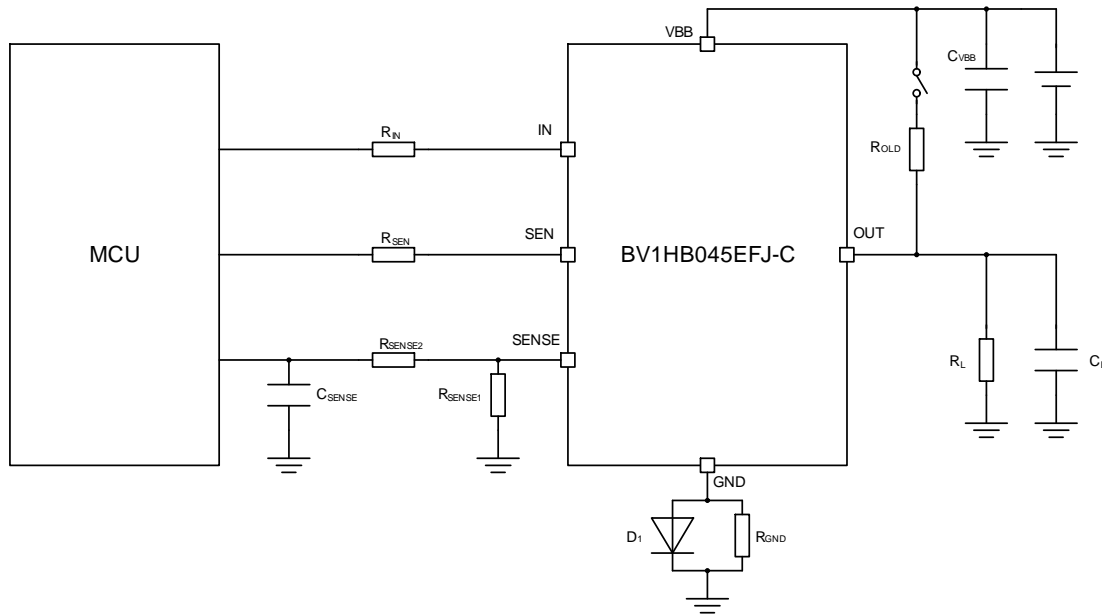 VBB
CVBB
RIN
IN
ROLD
MCU
RSEN
SEN
BV1HB045EFJ-C
OUT
RSENSE2
SENSE
CSENSE
RSENSE1
RL
GND
D1
RGND